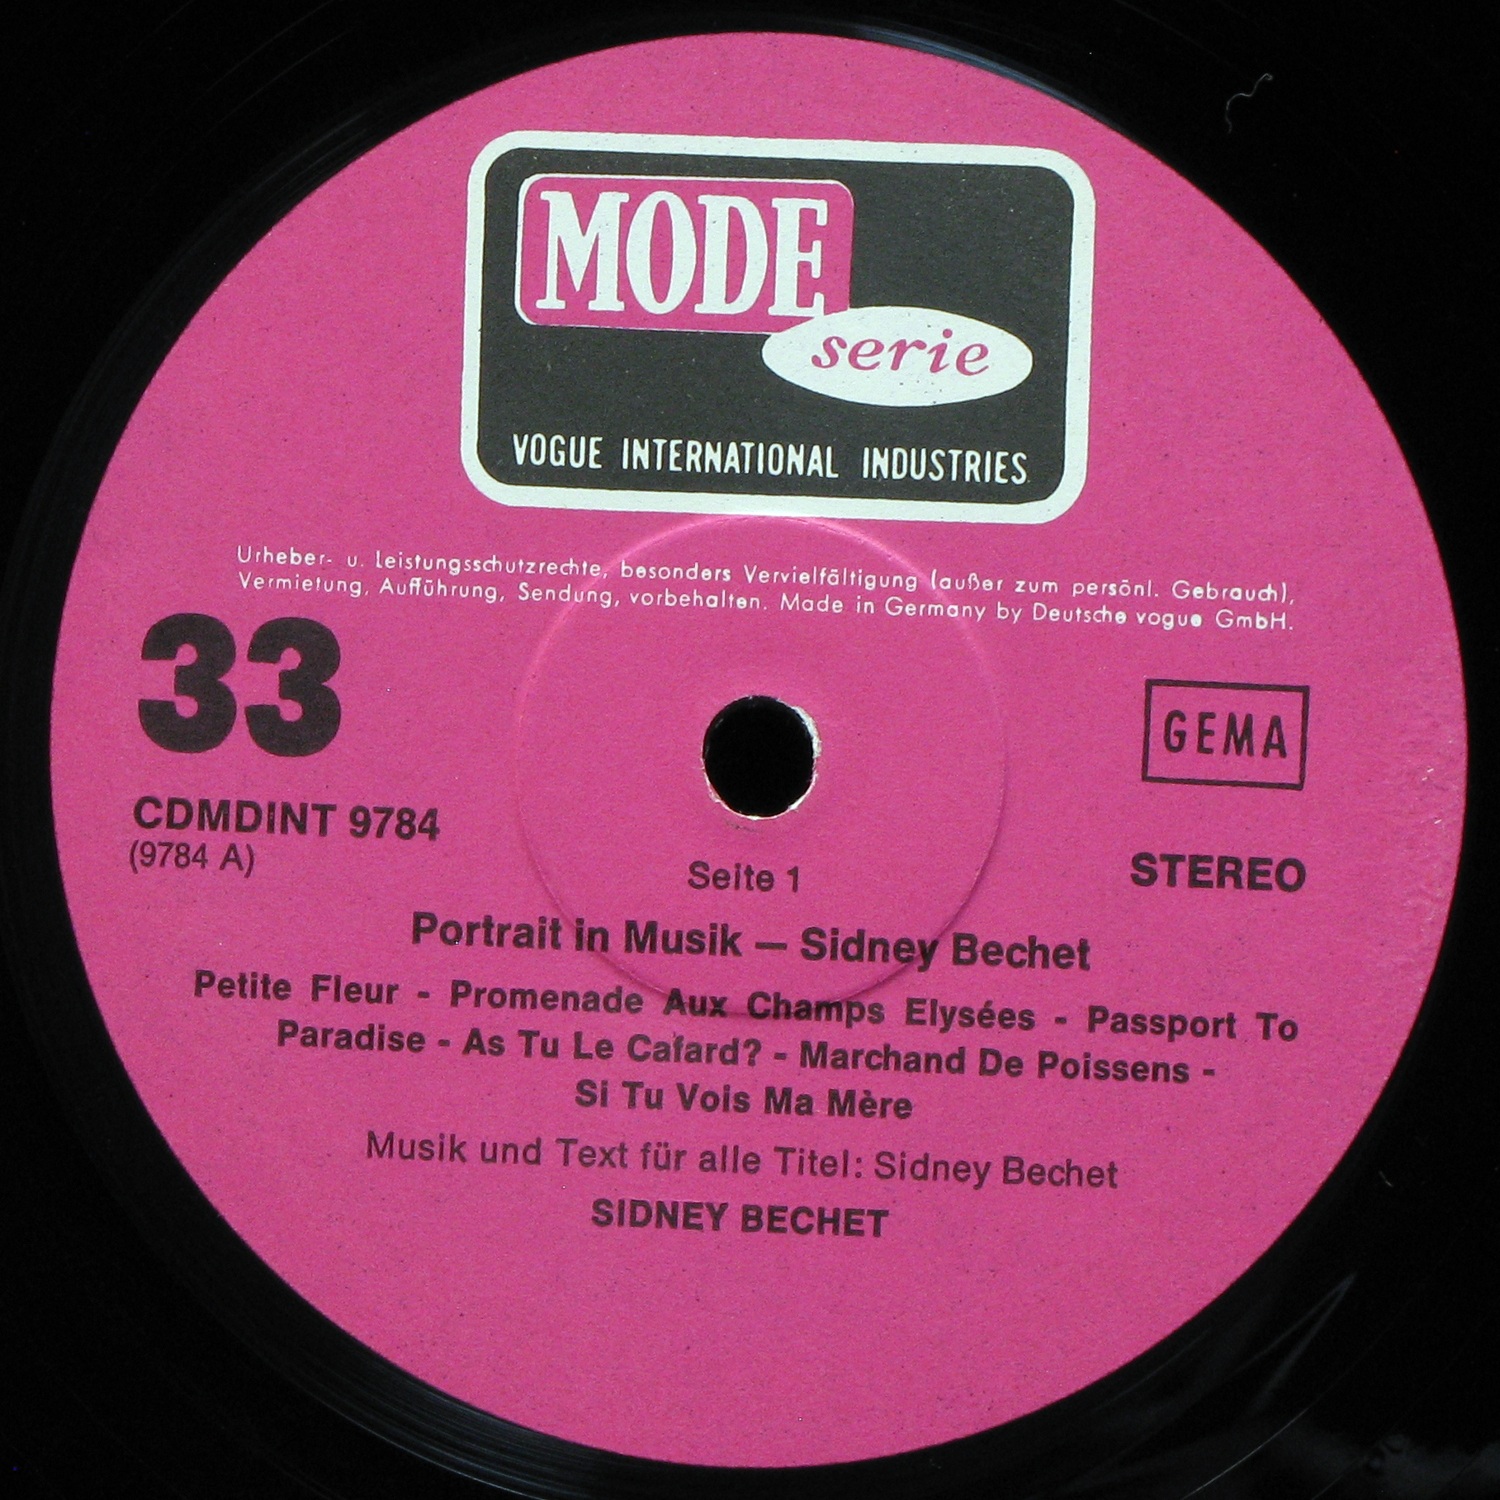 MODE
serie
VOGUE INTERNATIONAL INDUSTRIES
Urheber- u. Leistungsschutzrechte, besonders Vervielfältigung (außer zum persönl. Gebrauch),
Vermietung, Aufführung, Sendung, vorbehalten. Made in Germany by Deutsche vogue GmbH.
33
GEMA
CDMDINT 9784
(9784 A)
STEREO
Seite 1
Portrait in Musik — Sidney Bechet
Petite Fleur - Promenade Aux Champs Elysées - Passport To
Paradise - As Tu Le Cafard? - Marchand De Poissens -
Si Tu Vois Ma Mère
Musik und Text für alle Titel: Sidney Bechet
SIDNEY BECHET